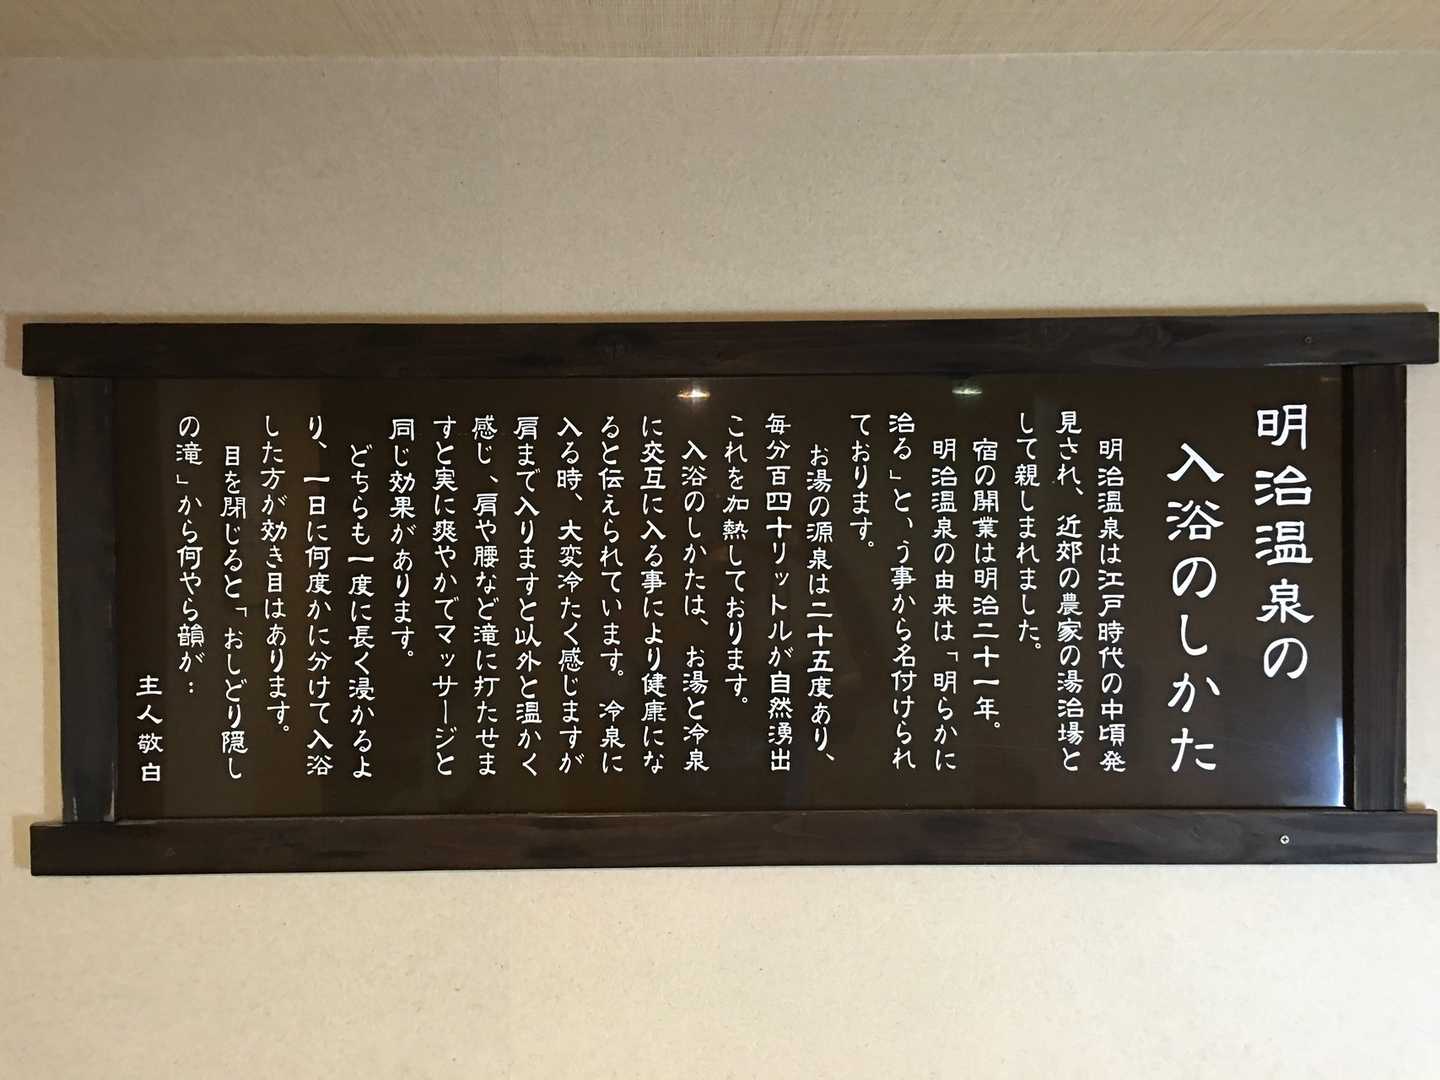 明治温泉の
入浴のしかた
明治温泉は江戸時代の中頃発
見され、近郊の農家の湯治場と
して親しまれました。
宿の開業は明治二十一年。
明治温泉の由来は「明らかに
治る」という事から名付けられ
ております。
お湯の源泉は二十五度あり、
毎分百四十リットルが自然湧出
これを加熱しております。
入浴のしかたは、お湯と冷泉
に交互に入る事により健康にな
ると伝えられています。冷泉に
入る時、大変冷たく感じますが
肩まで入りますと以外と温かく
感じ、肩や腰など滝に打たせま
すと実に爽やかでマッサージと
同じ効果があります。
どちらも一度に長く浸かるよ
り、一日に何度かに分けて入浴
した方が効き目はあります。
目を閉じると「おしどり隠し
の滝」から何やら韻が…
主人敬白